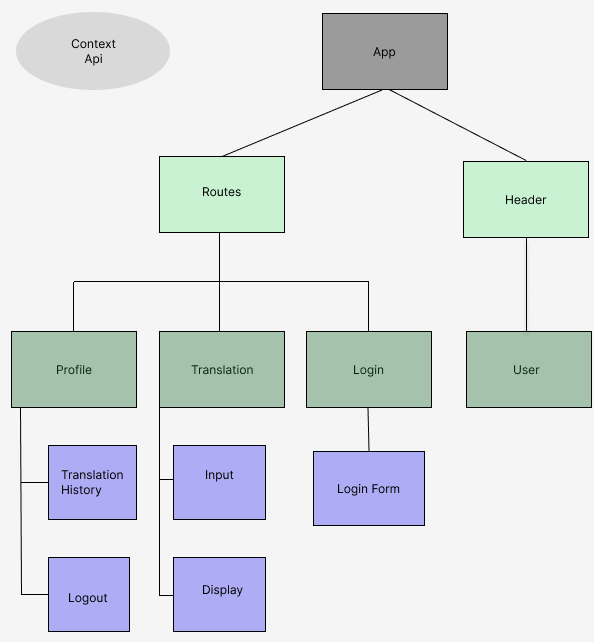 Context
Api
App
Routes
Header
Profile
Translation
Login
User
Translation
History
Input
Login Form
Logout
Display